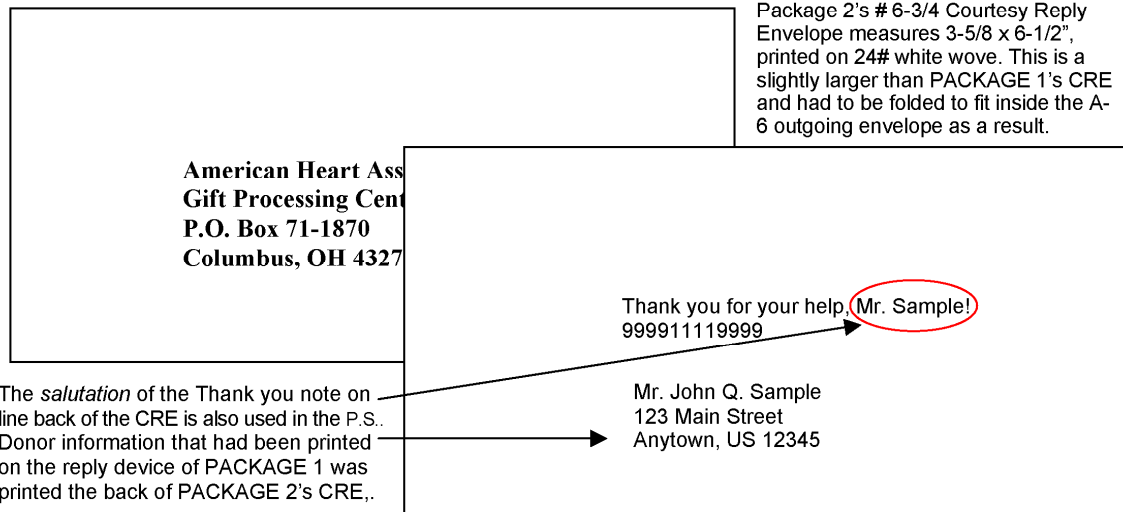 Package 2’s # 6-3/4 Courtesy Reply
Envelope measures 3-5/8 x 6-1/2”,
printed on 24# white wove. This is a
slightly larger than PACKAGE 1’s CRE
and had to be folded to fit inside the A-
6 outgoing envelope as a result.
American Heart Ass
Gift Processing Cent
P.O. Box 71-1870
Columbus, OH 4327
Thank you for your help, Mr. Sample!
999911119999
Mr. John Q. Sample
123 Main Street
Anytown, US 12345
The salutation of the Thank you note on
line back of the CRE is also used in the P.S..
Donor information that had been printed
on the reply device of PACKAGE 1 was
printed the back of PACKAGE 2’s CRE,.